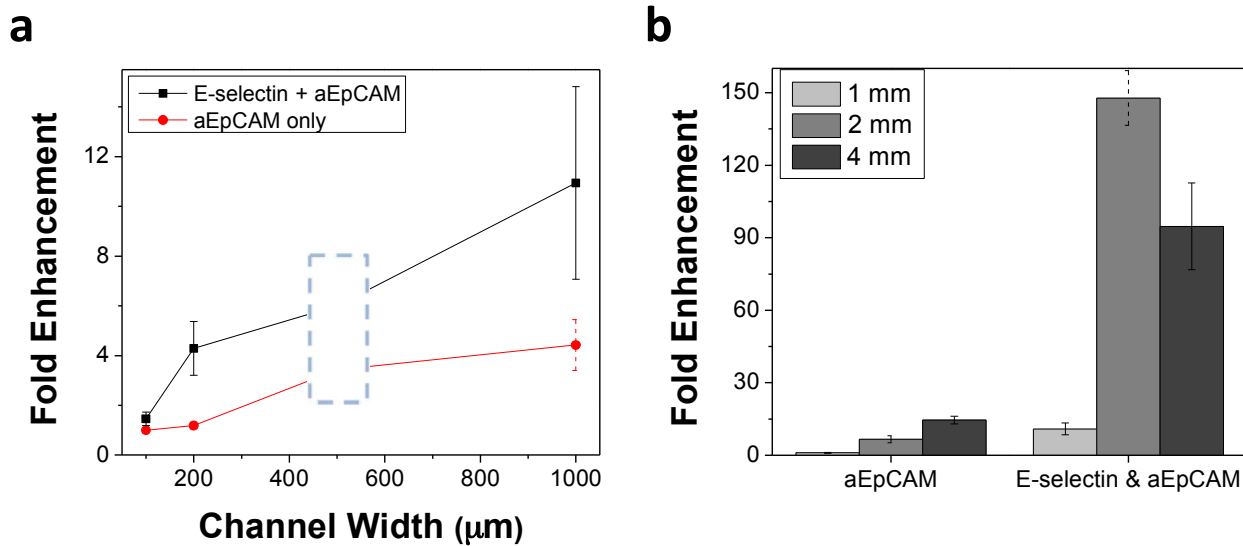 a
E-selectin + aEpCAM
aEpCAM only
Fold Enhancement
12
8
4
0
200
400
600
800
1000
Channel Width (μm)
b
1 mm
2 mm
4 mm
Fold Enhancement
150
120
90
60
30
0
aEpCAM
E-selectin & aEpCAM